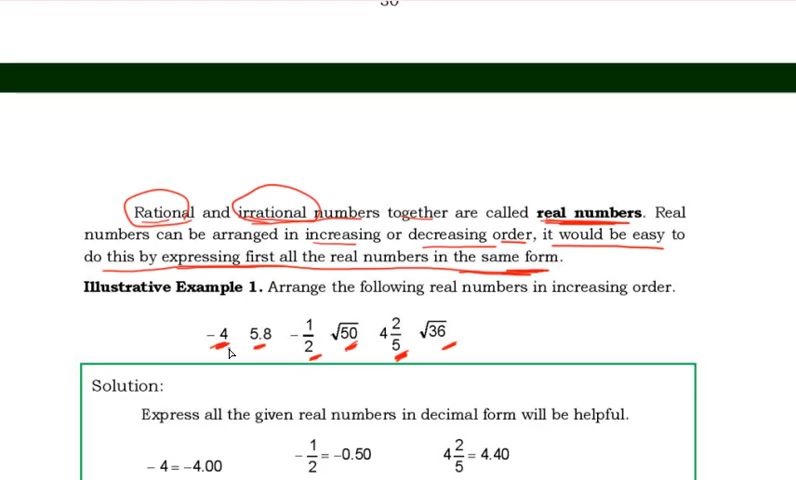 Rational and irrational numbers together are called real numbers. Real
numbers can be arranged in increasing or decreasing order, it would be easy to
do this by expressing first all the real numbers in the same form.
Illustrative Example 1. Arrange the following real numbers in increasing order.
−4 5.8 −1/2 √50 4 2/5 √36
Solution:
Express all the given real numbers in decimal form will be helpful.
−4 = −4.00 −1/2 = −0.50 4 2/5 = 4.40